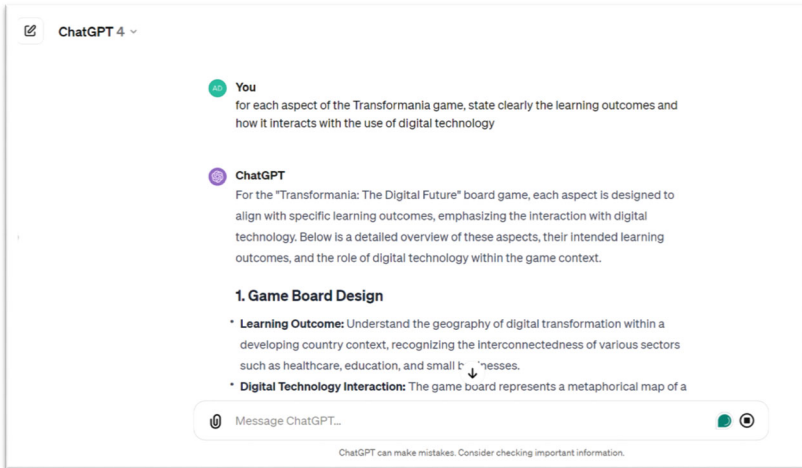 ChatGPT 4
AD
You
for each aspect of the Transformania game, state clearly the learning outcomes and
how it interacts with the use of digital technology
ChatGPT
For the "Transformania: The Digital Future" board game, each aspect is designed to
align with specific learning outcomes, emphasizing the interaction with digital
technology. Below is a detailed overview of these aspects, their intended learning
outcomes, and the role of digital technology within the game context.
1. Game Board Design
• Learning Outcome: Understand the geography of digital transformation within a
developing country context, recognizing the interconnectedness of various sectors
such as healthcare, education, and small
• Digital Technology Interaction: The game board represents a metaphorical map of a
Message ChatGPT...
ChatGPT can make mistakes. Consider checking important information.